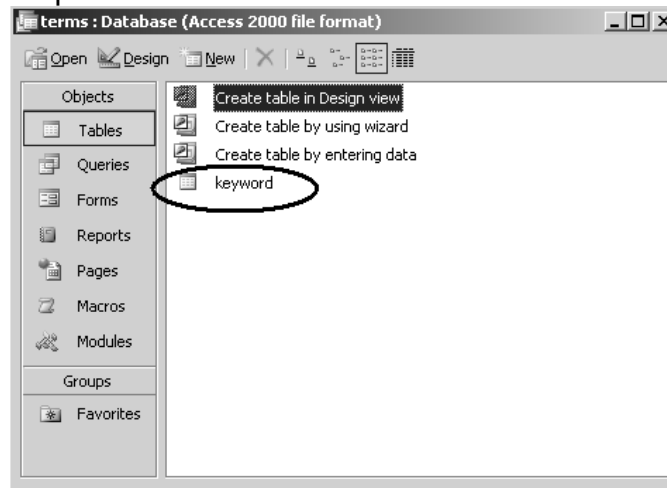 terms : Database (Access 2000 file format)
Open Design New
Objects
Tables
Queries
Forms
Reports
Pages
Macros
Modules
Groups
Favorites
Create table in Design view
Create table by using wizard
Create table by entering data
keyword